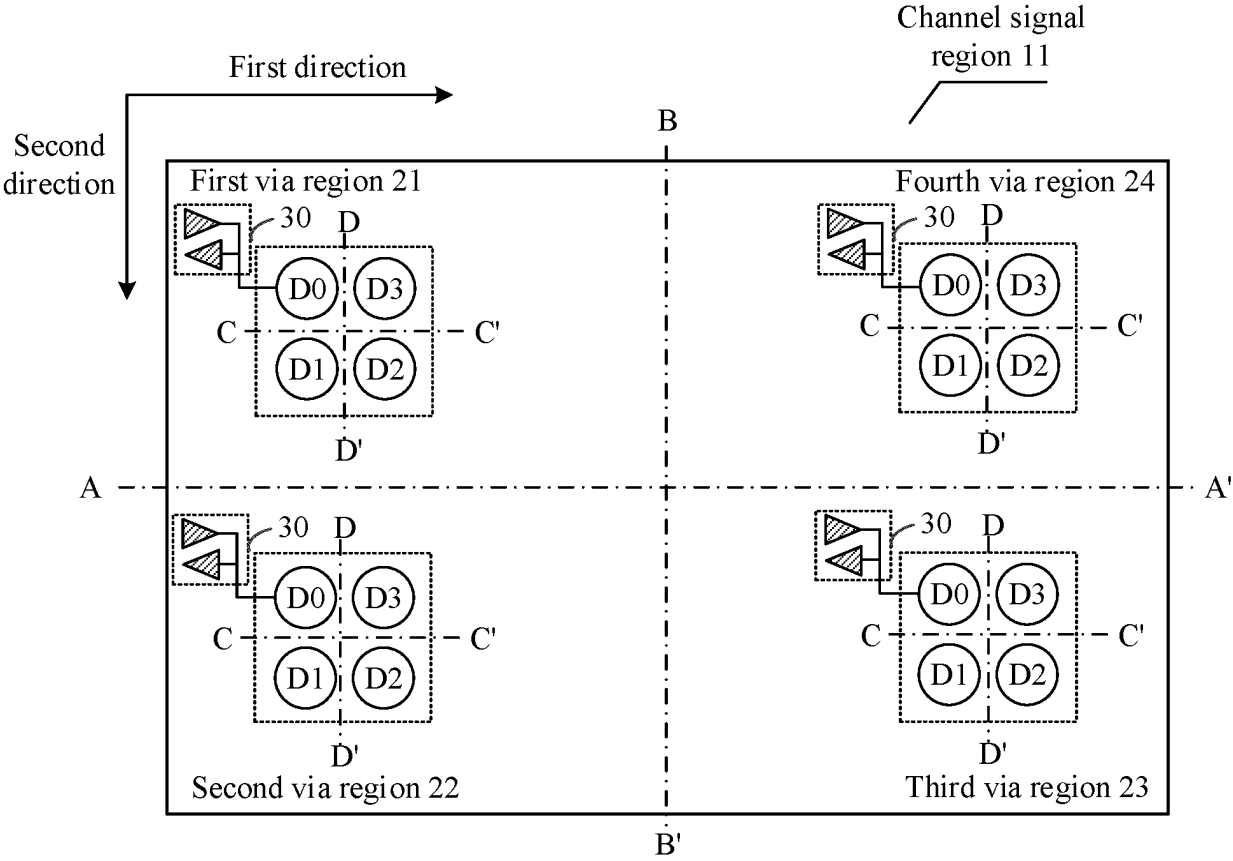 Channel signal
region 11
First direction
Second
direction
B
First via region 21
Fourth via region 24
30
D
30
D
D0
D3
D0
D3
C
C'
C
C'
D1
D2
D1
D2
D'
D'
A
A'
30
D
30
D
D0
D3
D0
D3
C
C'
C
C'
D1
D2
D1
D2
D'
D'
Second via region 22
Third via region 23
B'